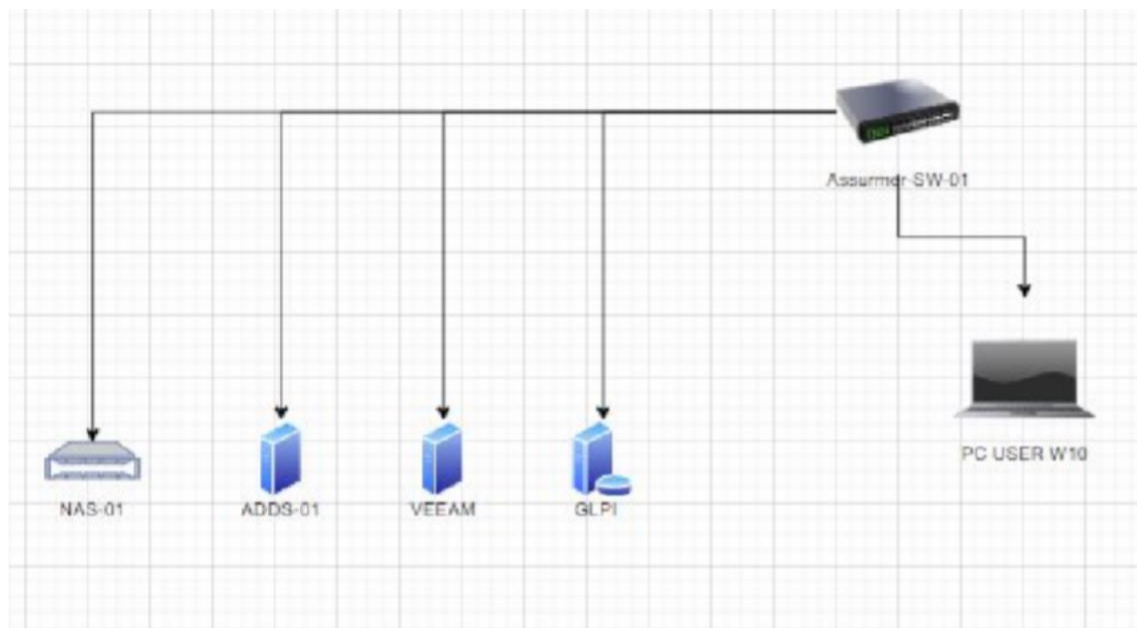 Assurmer-SW-01
PC USER W10
NAS-01
ADDS-01
VEEAM
GLPI